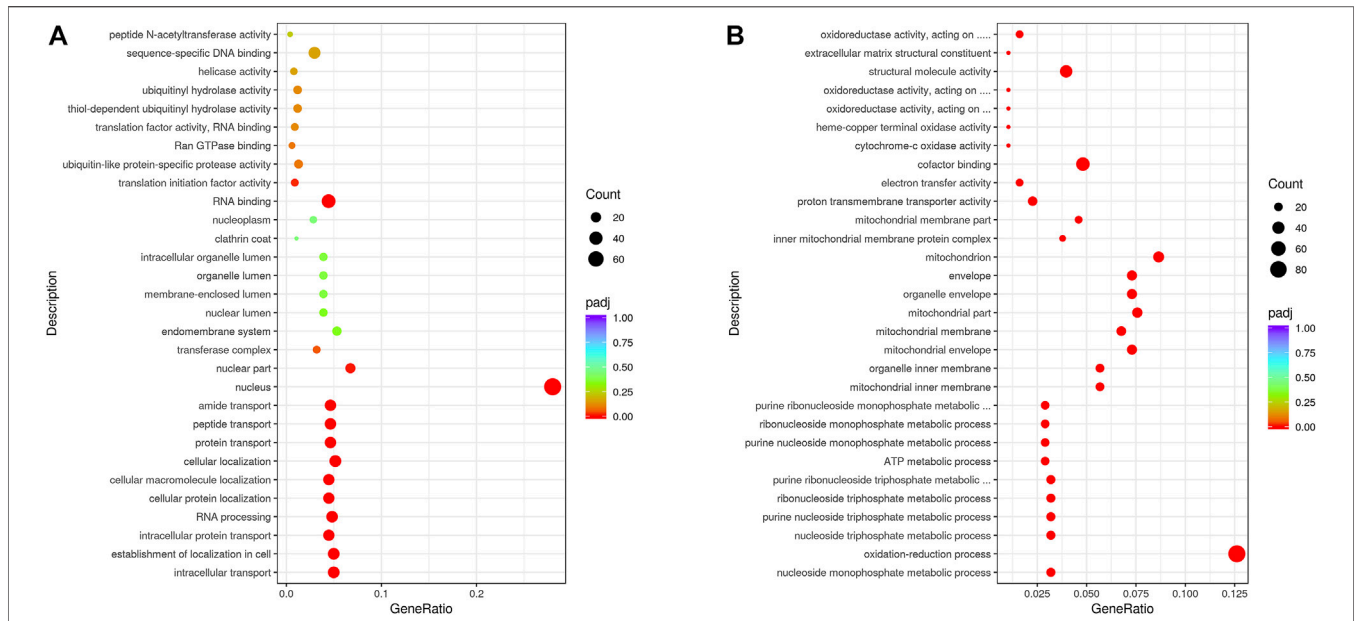 A
peptide N-acetyltransferase activity
sequence-specific DNA binding
helicase activity
ubiquitinyl hydrolase activity
thiol-dependent ubiquitinyl hydrolase activity
translation factor activity, RNA binding
Ran GTPase binding
ubiquitin-like protein-specific protease activity
translation initiation factor activity
RNA binding
nucleoplasm
clathrin coat
intracellular organelle lumen
organelle lumen
membrane-enclosed lumen
nuclear lumen
endomembrane system
transferase complex
nuclear part
nucleus
amide transport
peptide transport
protein transport
cellular localization
cellular macromolecule localization
cellular protein localization
RNA processing
intracellular protein transport
establishment of localization in cell
intracellular transport
Description
0.0 0.1 0.2
GeneRatio
Count
20
40
60
padj
1.00
0.75
0.50
0.25
0.00
B
oxidoreductase activity, acting on .....
extracellular matrix structural constituent
structural molecule activity
oxidoreductase activity, acting on ....
oxidoreductase activity, acting on ...
heme-copper terminal oxidase activity
cytochrome-c oxidase activity
cofactor binding
electron transfer activity
proton transmembrane transporter activity
mitochondrial membrane part
inner mitochondrial membrane protein complex
mitochondrion
envelope
organelle envelope
mitochondrial part
mitochondrial membrane
mitochondrial envelope
organelle inner membrane
mitochondrial inner membrane
purine ribonucleoside monophosphate metabolic ...
ribonucleoside monophosphate metabolic process
purine nucleoside monophosphate metabolic process
ATP metabolic process
purine ribonucleoside triphosphate metabolic ...
ribonucleoside triphosphate metabolic process
purine nucleoside triphosphate metabolic process
nucleoside triphosphate metabolic process
oxidation-reduction process
nucleoside monophosphate metabolic process
Description
0.025 0.050 0.075 0.100 0.125
GeneRatio
Count
20
40
60
80
padj
1.00
0.75
0.50
0.25
0.00